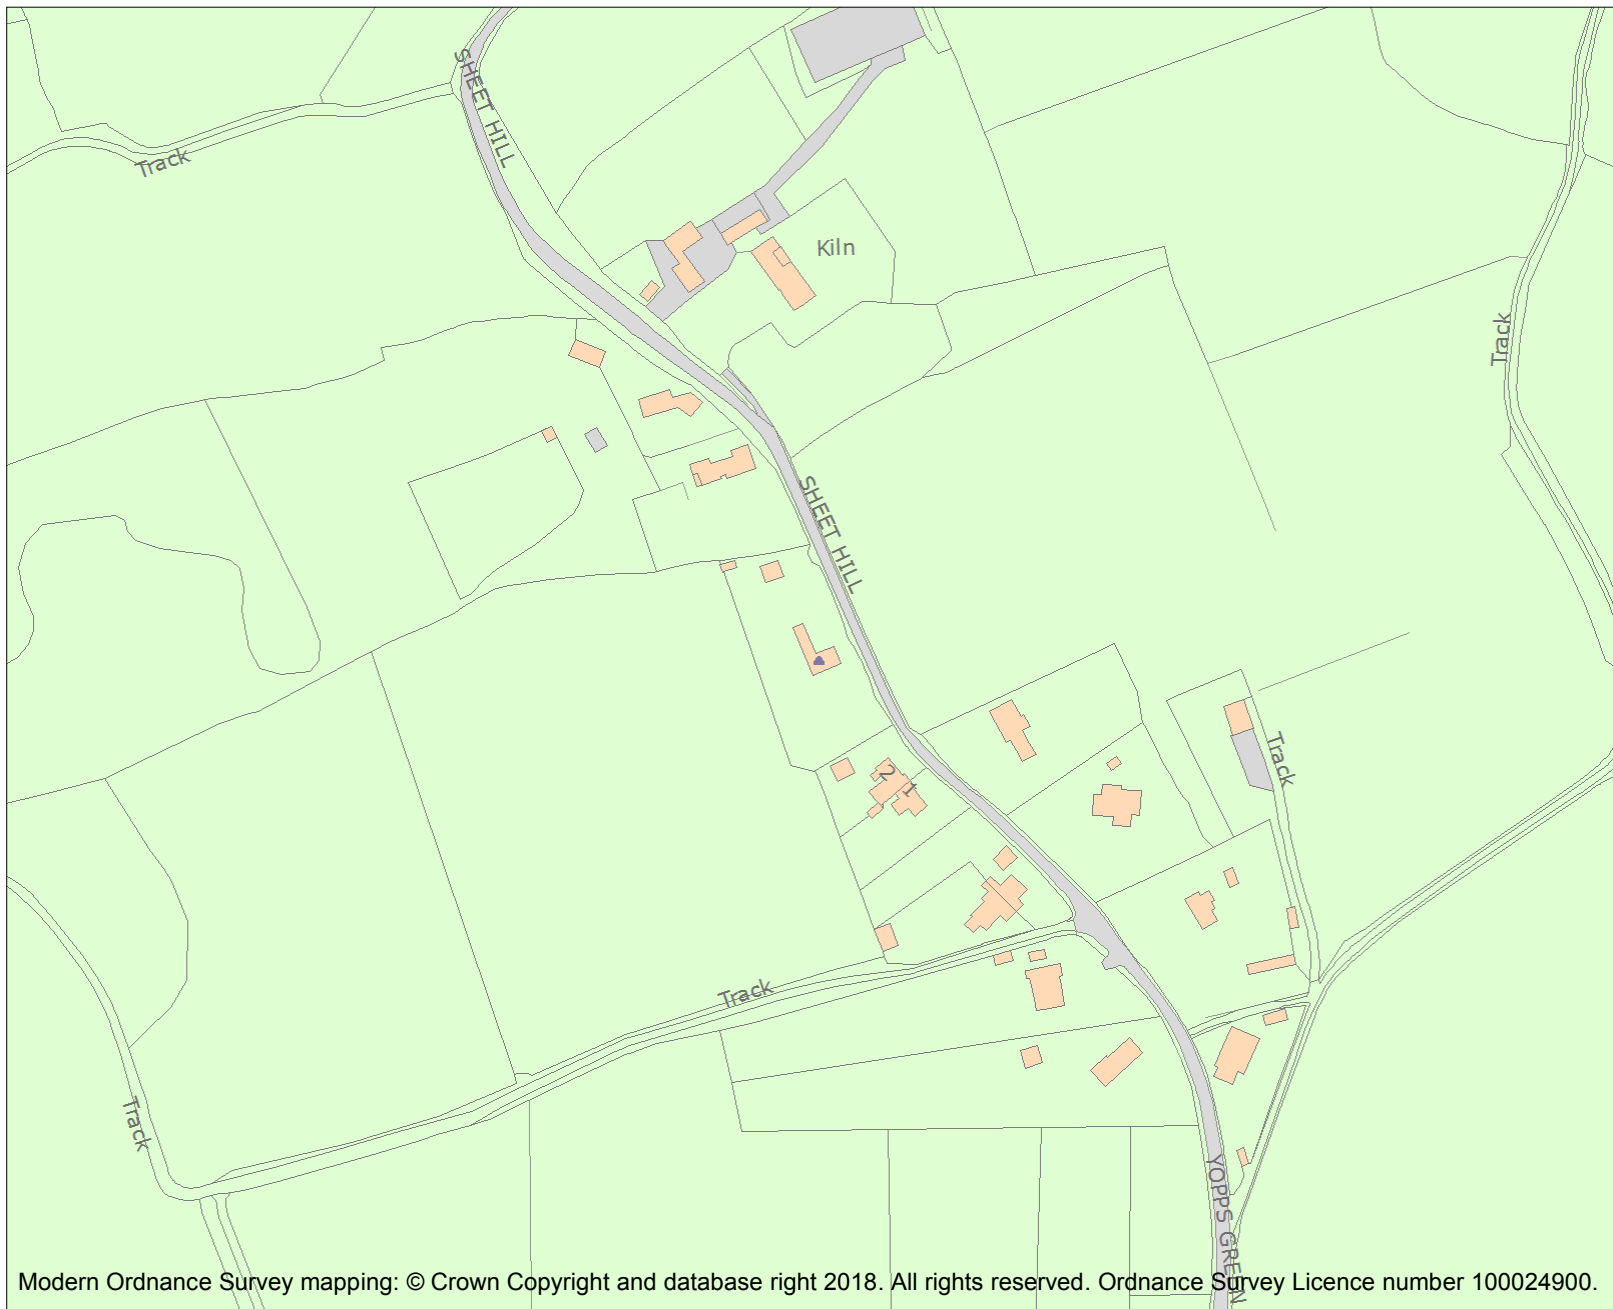 SHEET HILL
Track
Kiln
Track
SHEET HILL
Track
2
1
Track
Track
YOPPS GREEN
Modern Ordnance Survey mapping: © Crown Copyright and database right 2018. All rights reserved. Ordnance Survey Licence number 100024900.